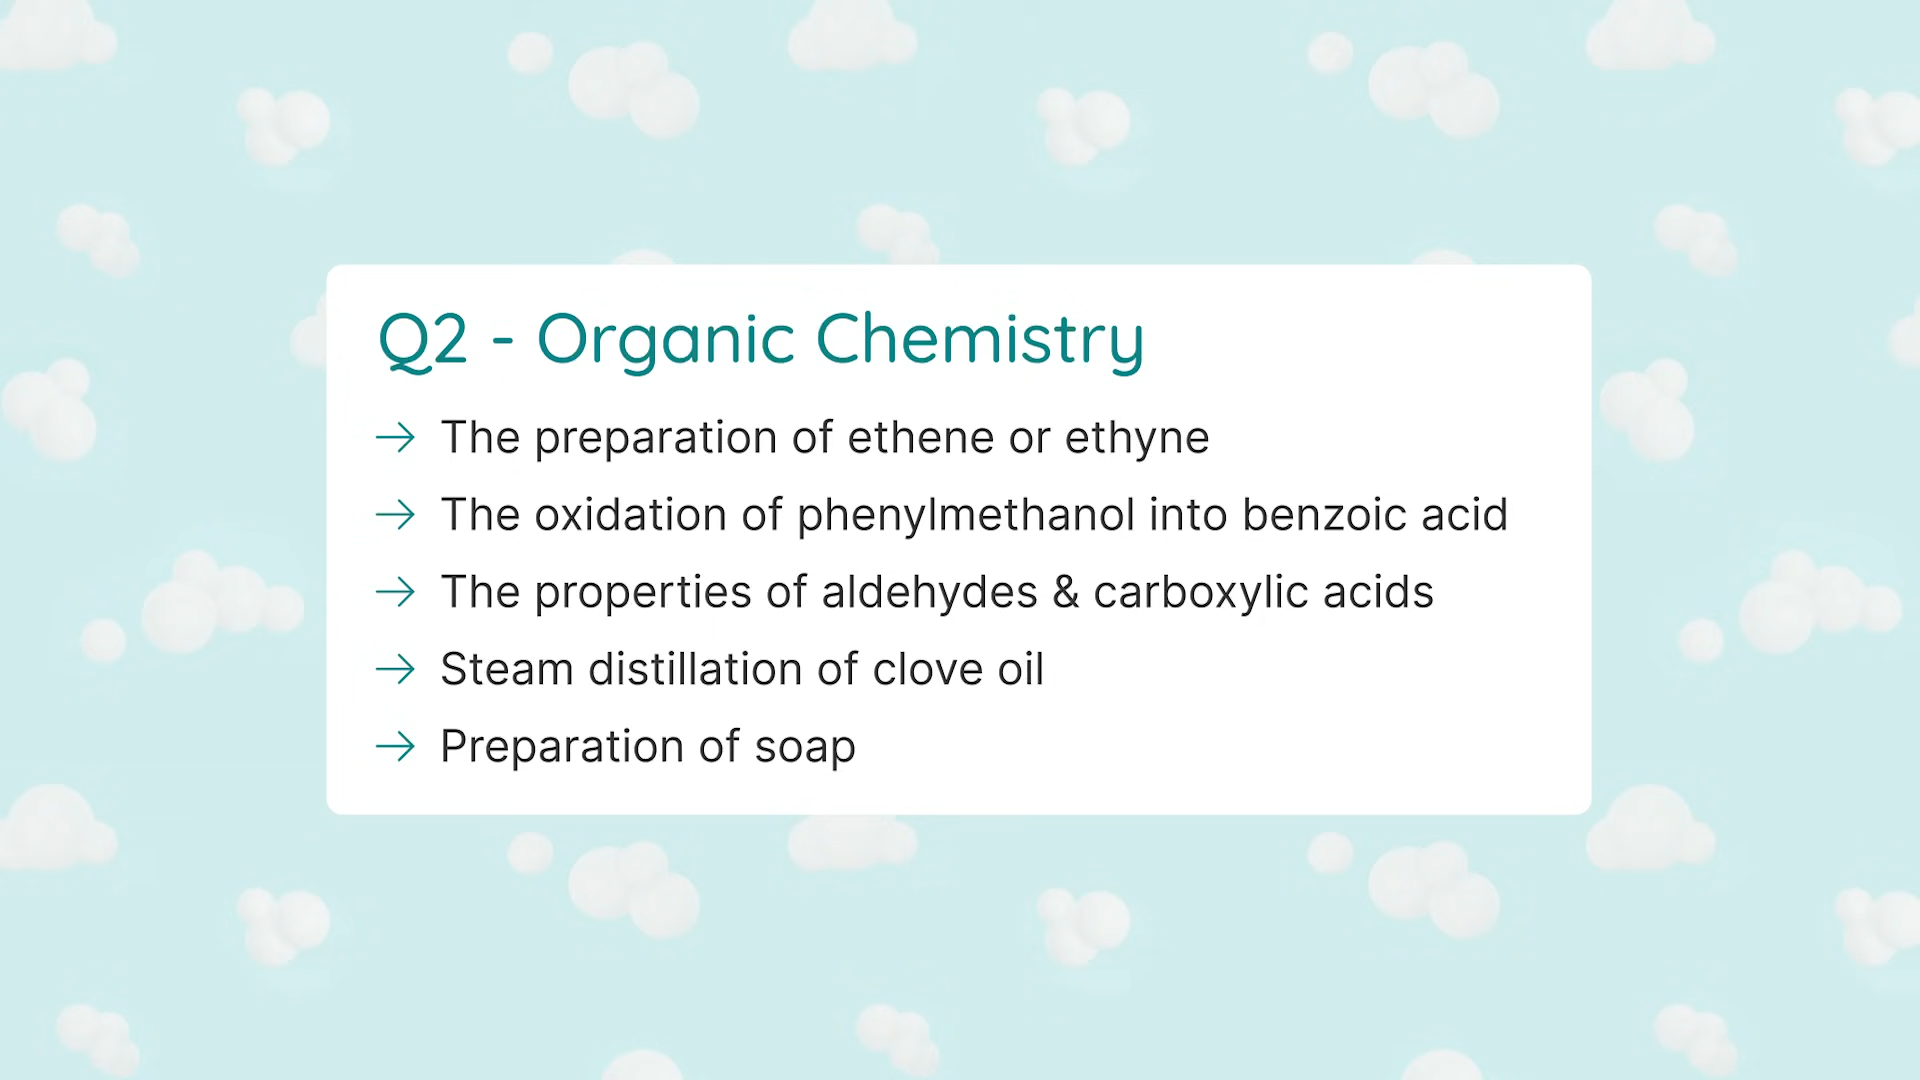 Q2 - Organic Chemistry
→ The preparation of ethene or ethyne
→ The oxidation of phenylmethanol into benzoic acid
→ The properties of aldehydes & carboxylic acids
→ Steam distillation of clove oil
→ Preparation of soap